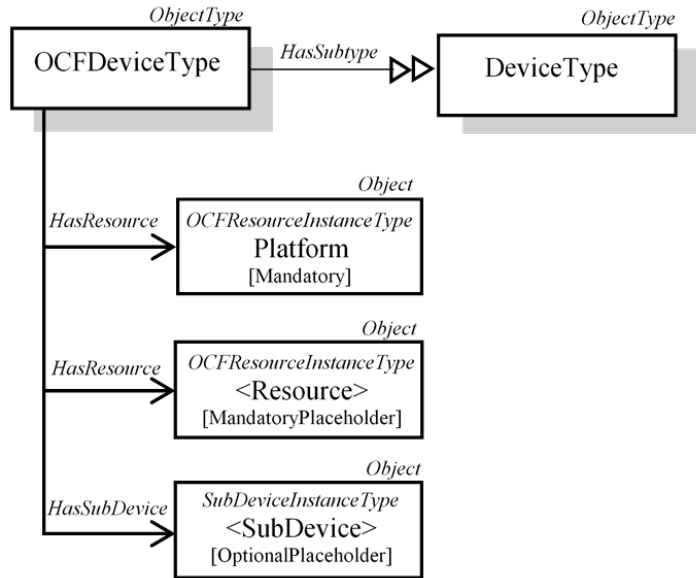 ObjectType
ObjectType
OCFDeviceType
HasSubtype
DeviceType
Object
HasResource
OCFResourceInstanceType
Platform
[Mandatory]
Object
HasResource
OCFResourceInstanceType
<Resource>
[MandatoryPlaceholder]
Object
HasSubDevice
SubDeviceInstanceType
<SubDevice>
[OptionalPlaceholder]